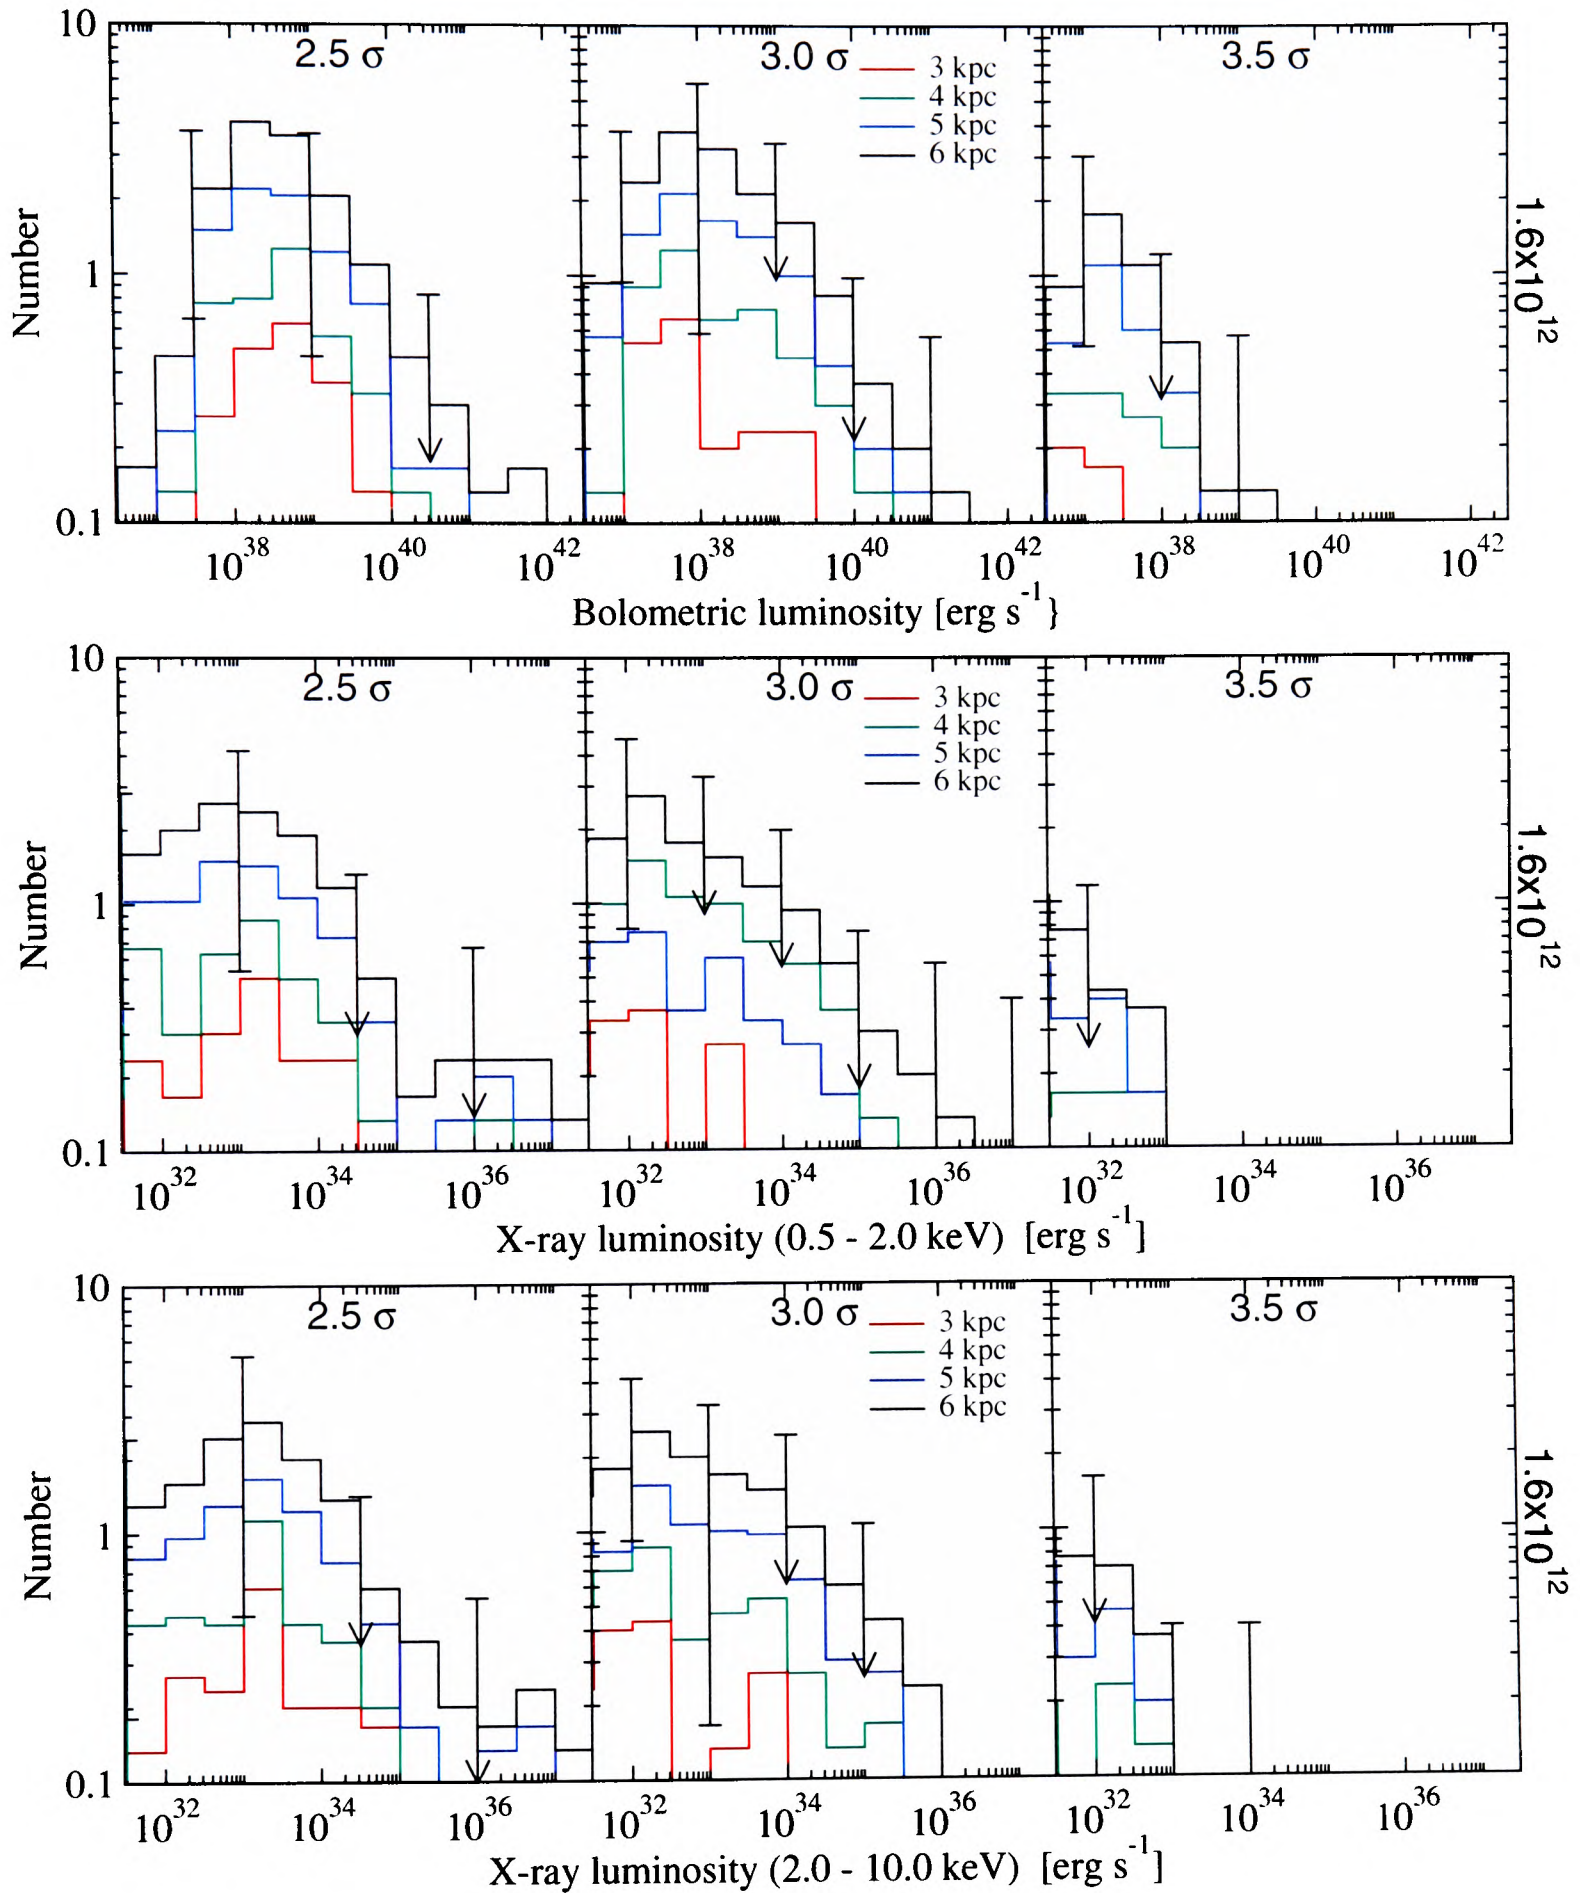 10
2.5 σ
3.0 σ
3.5 σ
3 kpc
4 kpc
5 kpc
6 kpc
Number
1
1.6x10^12
0.1
10^38
10^40
10^42
10^38
10^40
10^42
10^38
10^40
10^42
Bolometric luminosity [erg s^-1}
10
2.5 σ
3.0 σ
3.5 σ
3 kpc
4 kpc
5 kpc
6 kpc
Number
1
1.6x10^12
0.1
10^32
10^34
10^36
10^32
10^34
10^36
10^32
10^34
10^36
X-ray luminosity (0.5 - 2.0 keV) [erg s^-1]
10
2.5 σ
3.0 σ
3.5 σ
3 kpc
4 kpc
5 kpc
6 kpc
Number
1
1.6x10^12
0.1
10^32
10^34
10^36
10^32
10^34
10^36
10^32
10^34
10^36
X-ray luminosity (2.0 - 10.0 keV) [erg s^-1]